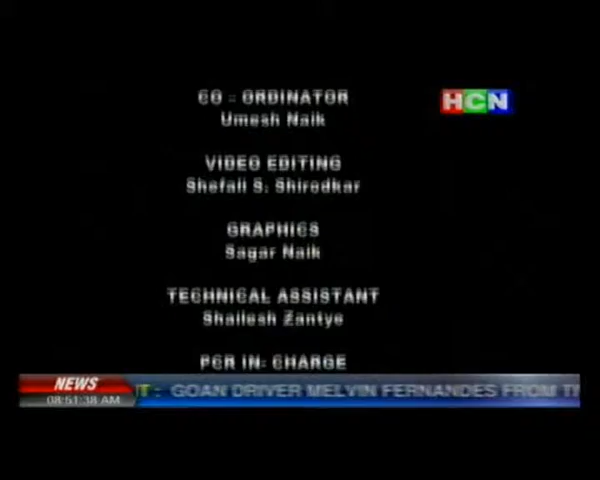 CO - ORDINATOR
Umesh Naik
HCN
VIDEO EDITING
Shefali S. Shirodkar
GRAPHICS
Sagar Naik
TECHNICAL ASSISTANT
Shailesh Zantye
PCR IN- CHARGE
NEWS
08:51:38 AM
: GOAN DRIVER MELVIN FERNANDES FROM